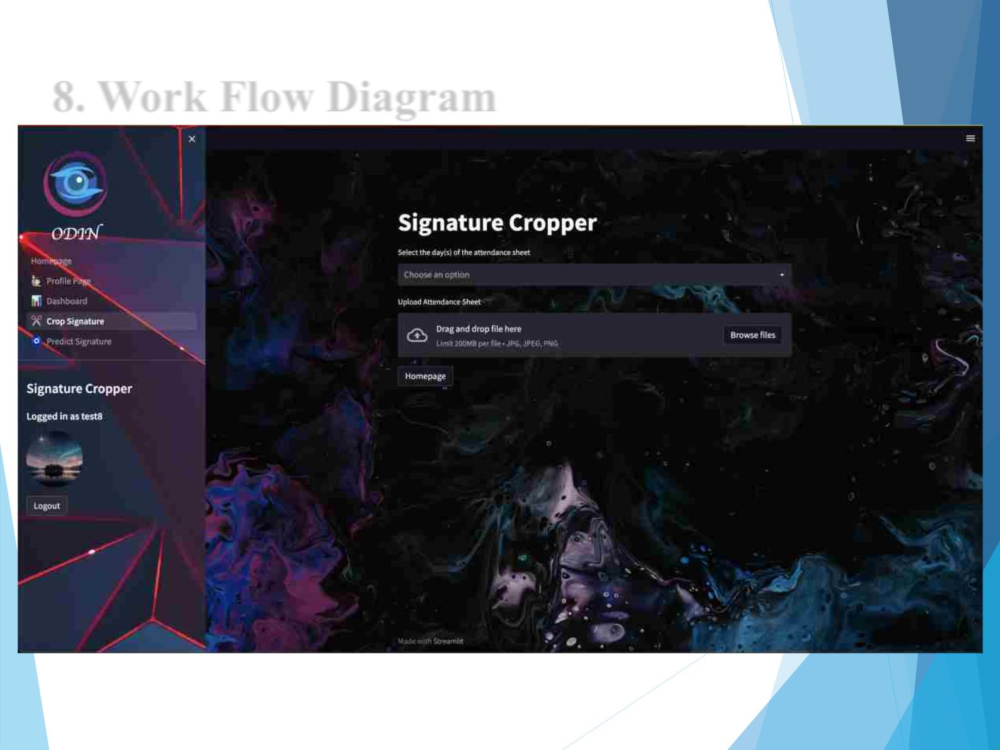 8. Work Flow Diagram
ODIN
Homepage
Profile Page
Dashboard
Crop Signature
Predict Signature
Signature Cropper
Logged in as test8
Logout
Signature Cropper
Select the day(s) of the attendance sheet
Choose an option
Upload Attendance Sheet
Drag and drop file here
Limit 200MB per file • JPG, JPEG, PNG
Browse files
Homepage
Made with Streamlit